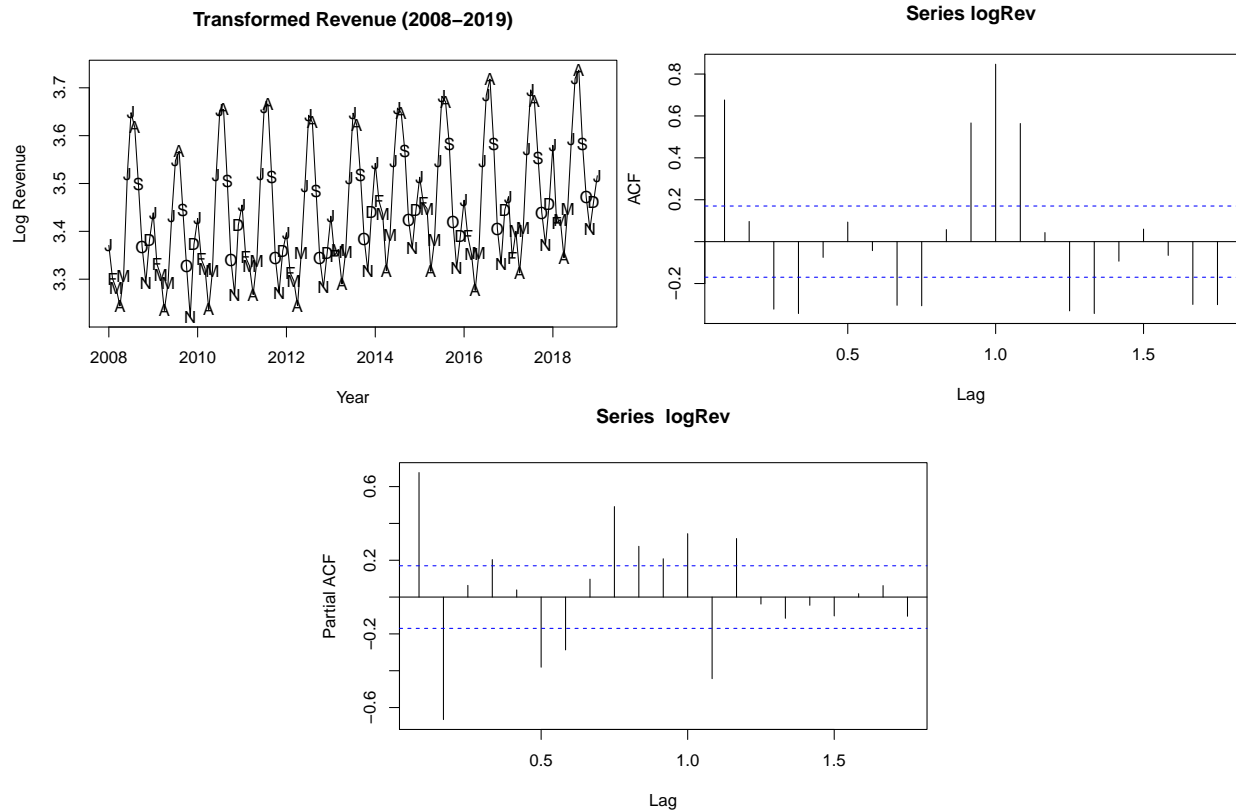 Transformed Revenue (2008−2019)
Log Revenue
3.7
3.6
3.5
3.4
3.3
2008 2010 2012 2014 2016 2018
Year
Series logRev
ACF
0.8
0.6
0.4
0.2
−0.2
0.5 1.0 1.5
Lag
Series logRev
Partial ACF
0.6
0.2
−0.2
−0.6
0.5 1.0 1.5
Lag